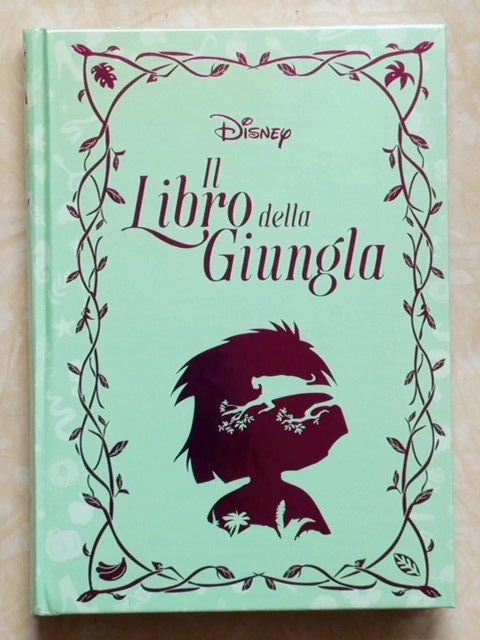 Disney
Il
Libro della
Giungla